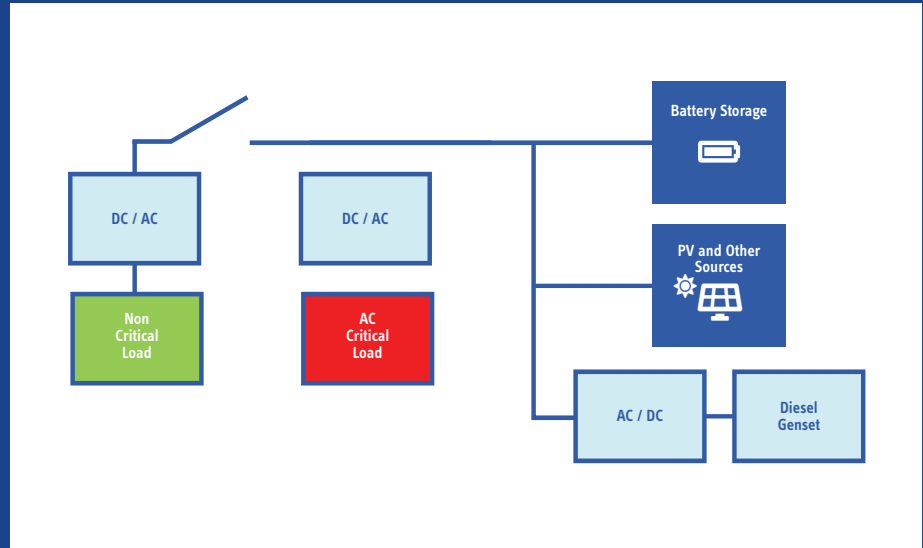 Battery Storage
DC / AC
DC / AC
PV and Other
Sources
Non
Critical
Load
AC
Critical
Load
AC / DC
Diesel
Genset